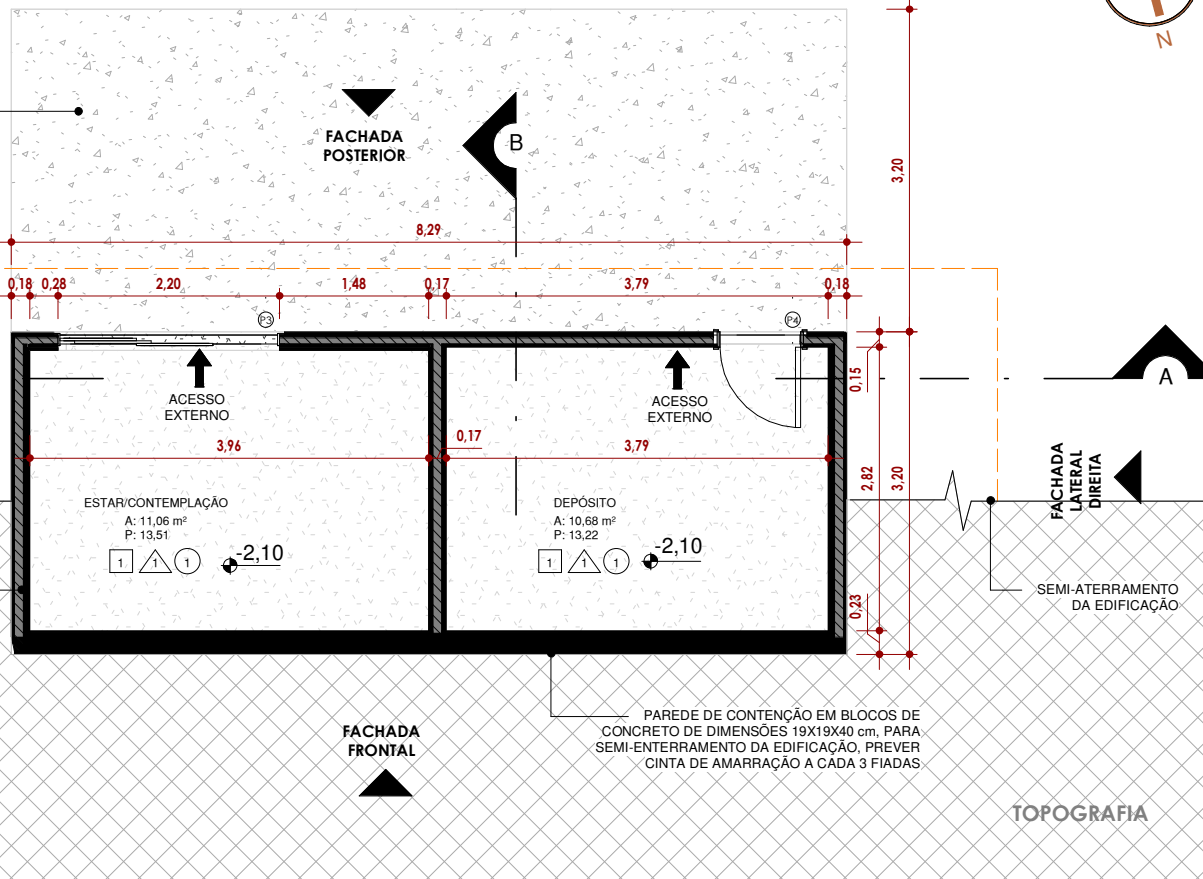 N
FACHADA
POSTERIOR
B
3,20
8,29
0,18 0,28 2,20 1,48 0,17 3,79 0,18
P3
P4
ACESSO
EXTERNO
ACESSO
EXTERNO
0,15
A
3,96
0,17
3,79
2,82
3,20
FACHADA
LATERAL
DIREITA
ESTAR/CONTEMPLAÇÃO
A: 11,06 m²
P: 13,51
1 1 1 -2,10
DEPÓSITO
A: 10,68 m²
P: 13,22
1 1 1 -2,10
0,23
SEMI-ATERRAMENTO
DA EDIFICAÇÃO
PAREDE DE CONTENÇÃO EM BLOCOS DE
CONCRETO DE DIMENSÕES 19X19X40 cm, PARA
SEMI-ENTERRAMENTO DA EDIFICAÇÃO, PREVER
CINTA DE AMARRAÇÃO A CADA 3 FIADAS
FACHADA
FRONTAL
TOPOGRAFIA